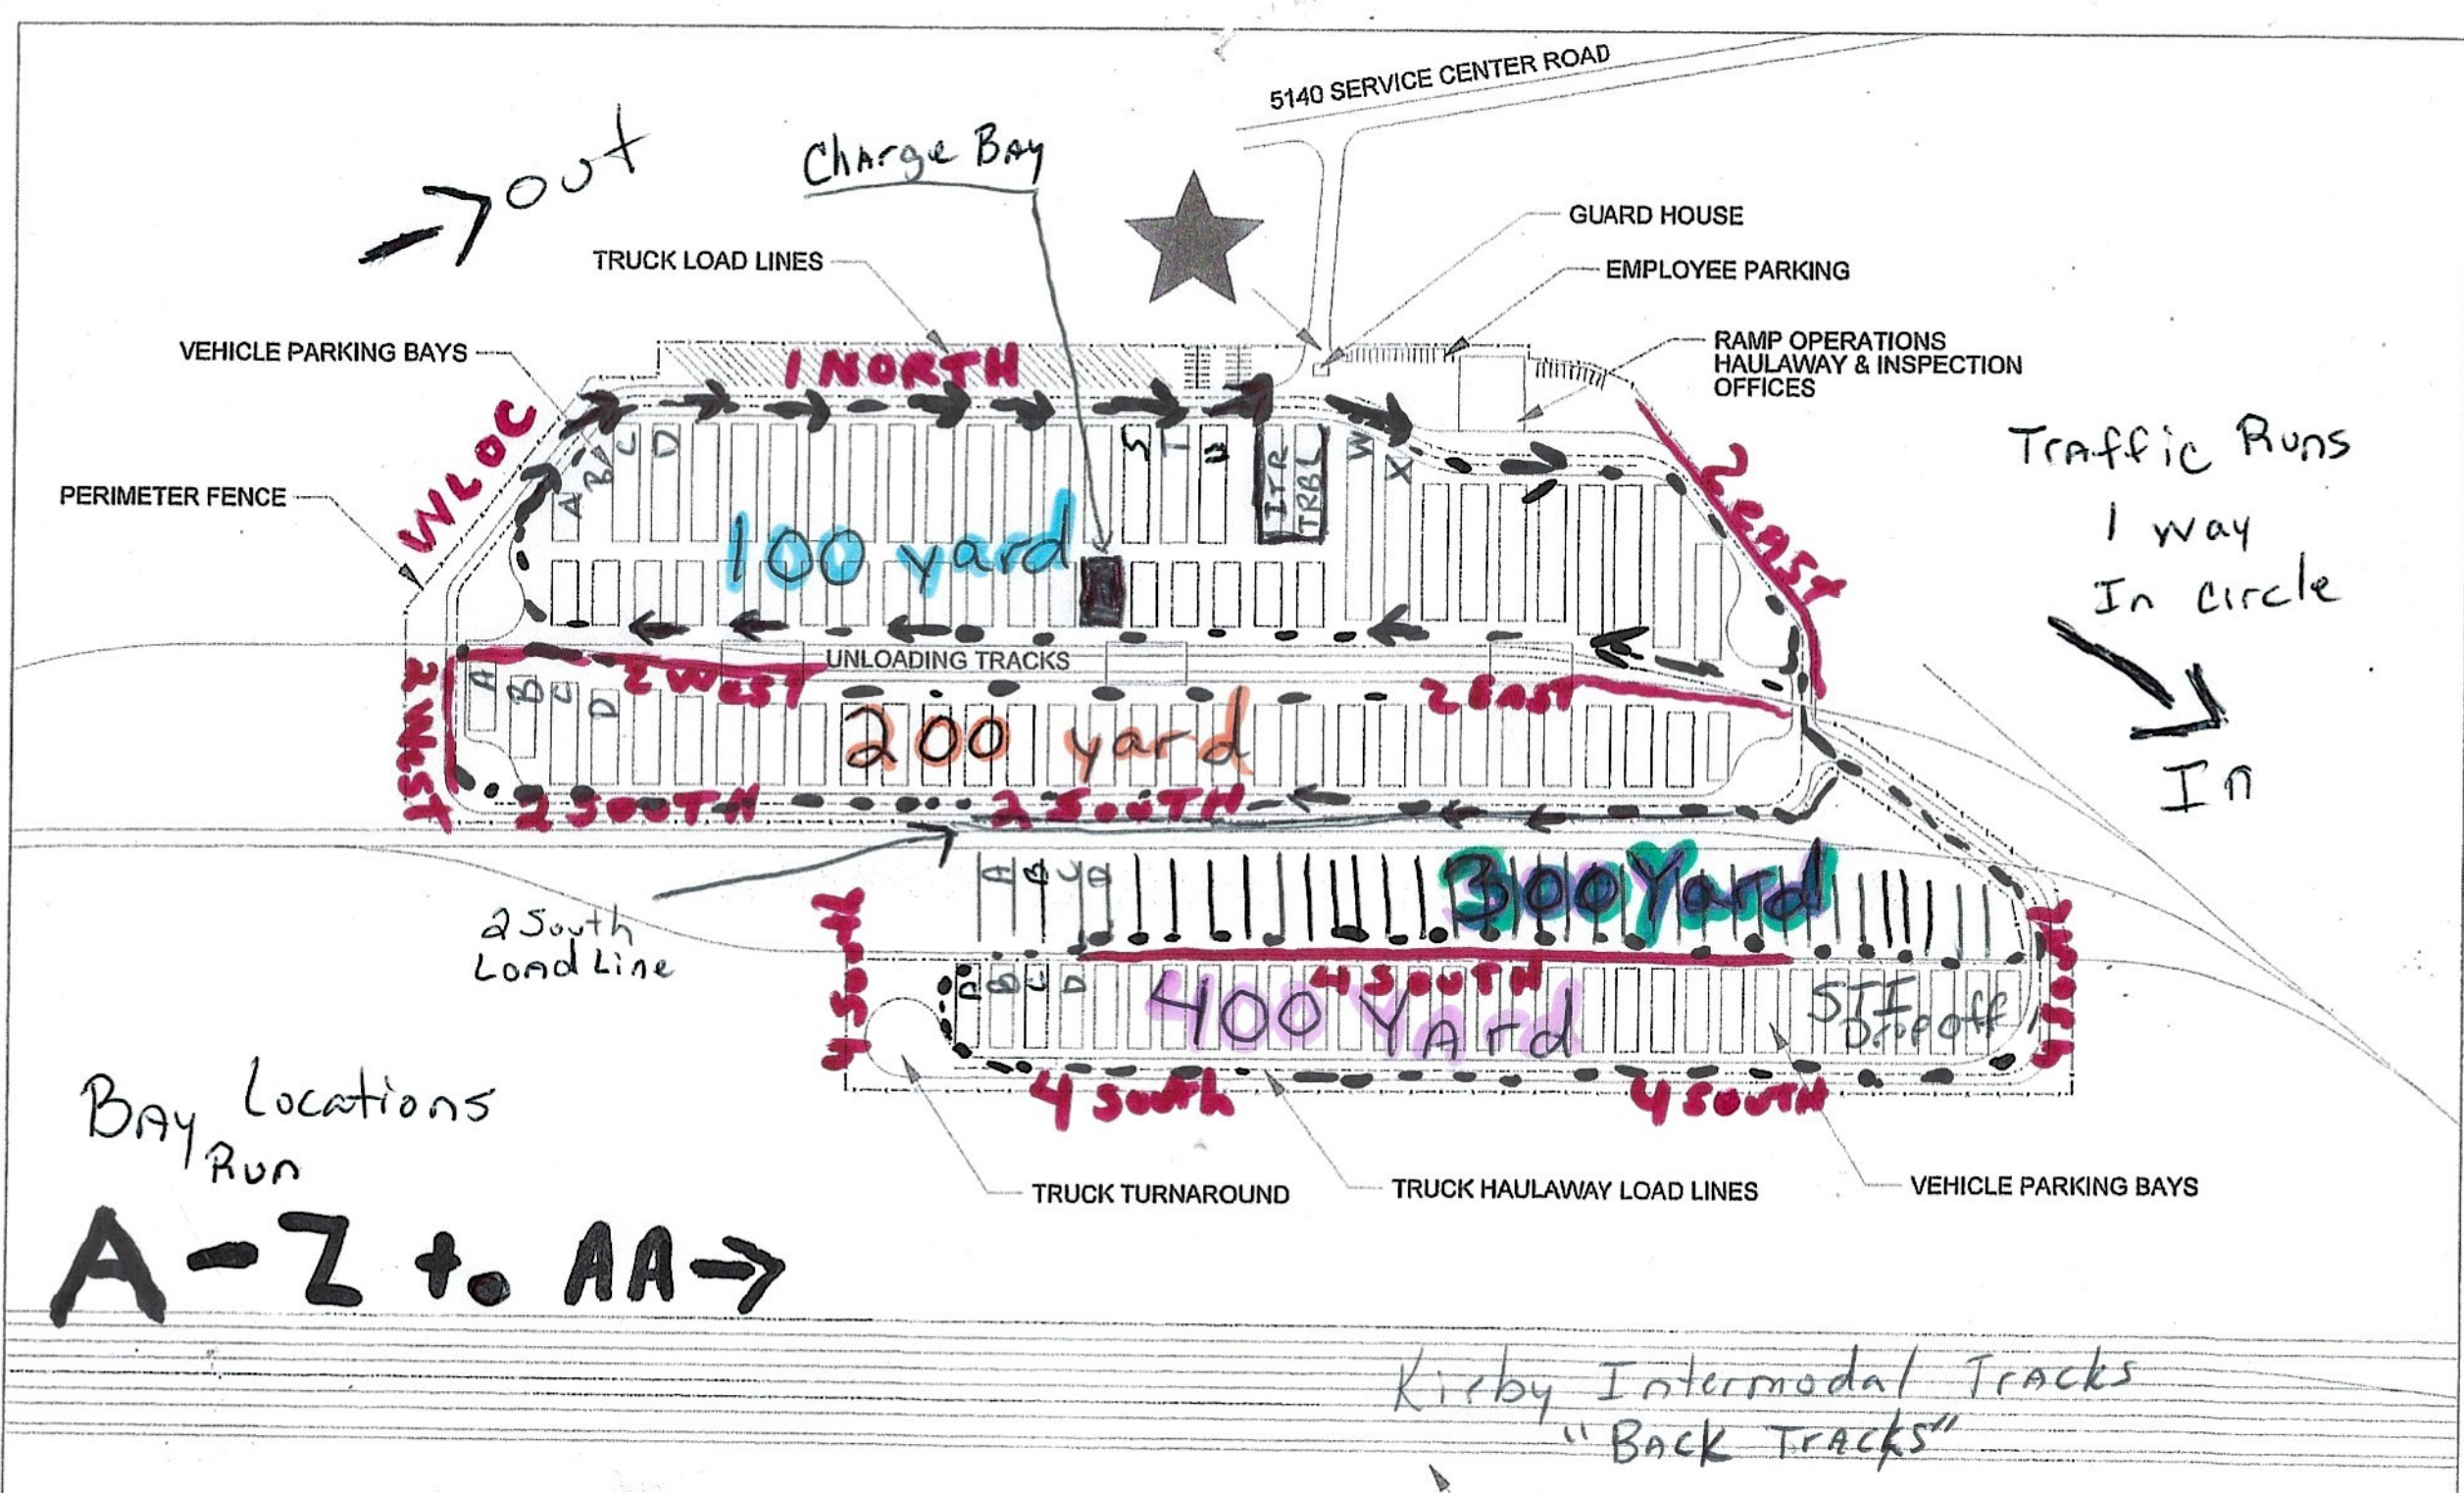 5140 SERVICE CENTER ROAD
→ out
Charge BAy
GUARD HOUSE
TRUCK LOAD LINES
EMPLOYEE PARKING
VEHICLE PARKING BAYS
RAMP OPERATIONS
HAULAWAY & INSPECTION
OFFICES
1 NORTH
WLOC
PERIMETER FENCE
A B C D
S T U
ITR
TRBL
W X
2 EAST
Traffic Runs
1 way
In circle
In
100 yard
UNLOADING TRACKS
2 WEST
2 WEST
A B C D
2 EAST
200 yard
2 SOUTH
2 SOUTH
2 South
Load Line
A B C D
300 Yard
4 South
4 SOUTH
A B C D
400 YArd
STI
Dropoff
4 South
4 SOUTH
BAy Locations
Run
A - Z to AA →
TRUCK TURNAROUND
TRUCK HAULAWAY LOAD LINES
VEHICLE PARKING BAYS
Kirby Intermodal Tracks
"BACK TrAcks"